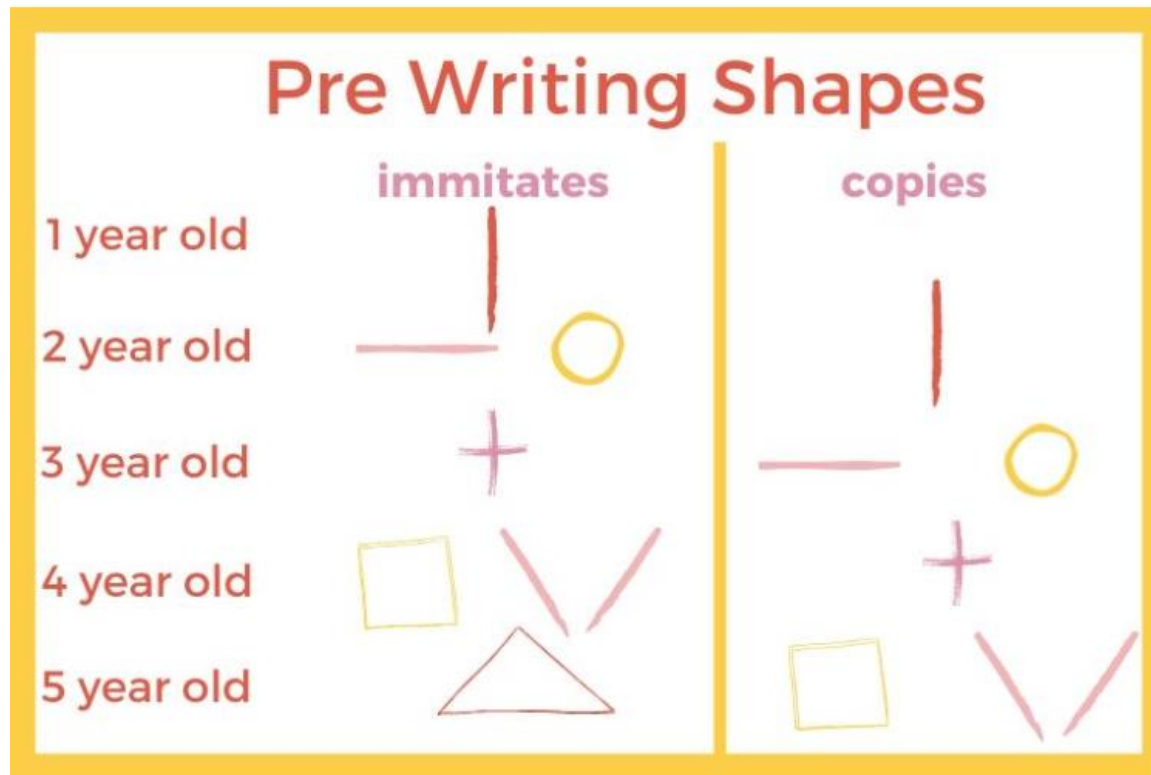 Pre Writing Shapes
immitates
copies
1 year old
2 year old
3 year old
4 year old
5 year old